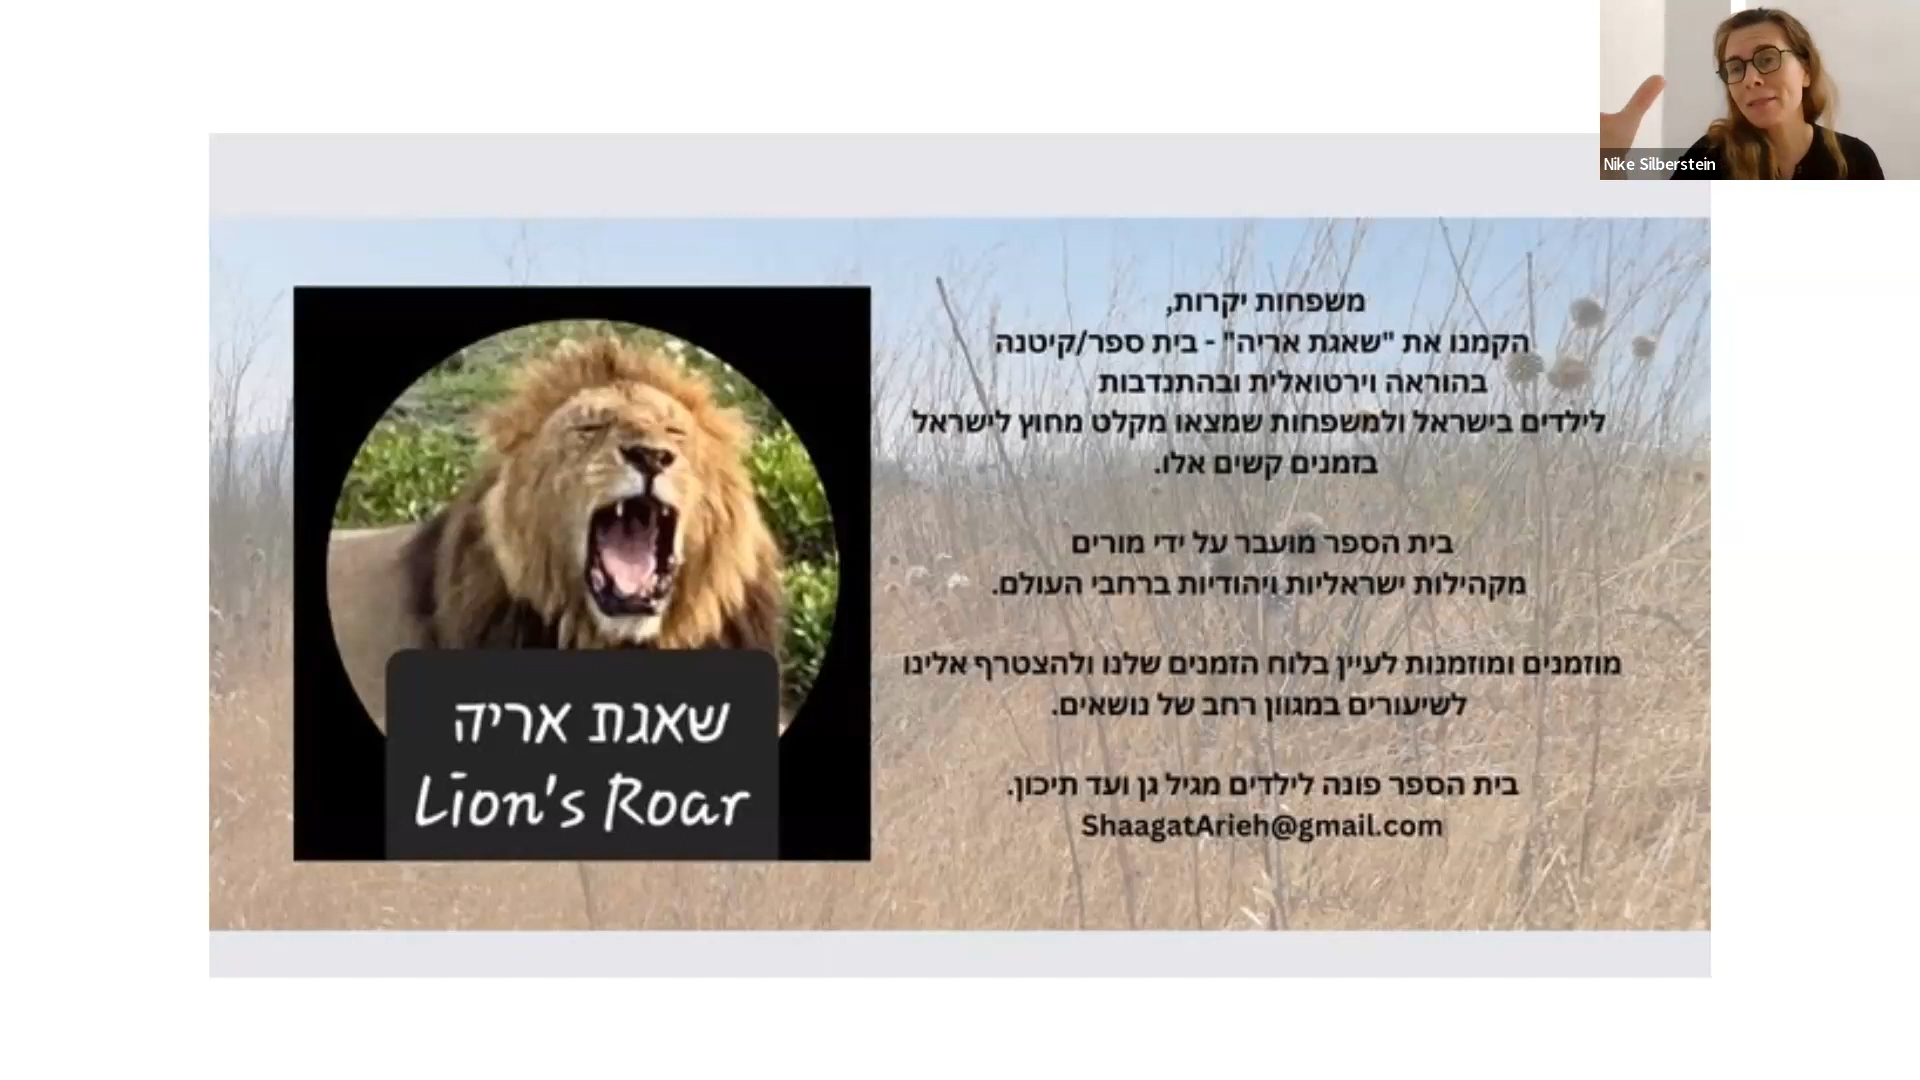 Nike Silberstein
משפחות יקרות,
הקמנו את "שאגת אריה" - בית ספר/קיטנה
בהוראה וירטואלית ובהתנדבות
לילדים בישראל ולמשפחות שמצאו מקלט מחוץ לישראל
בזמנים קשים אלו.
בית הספר מועבר על ידי מורים
מקהילות ישראליות ויהודיות ברחבי העולם.
מוזמנים ומוזמנות לעיין בלוח הזמנים שלנו ולהצטרף אלינו
לשיעורים במגוון רחב של נושאים.
בית הספר פונה לילדים מגיל גן ועד תיכון.
ShaagatArieh@gmail.com
שאגת אריה
Lion's Roar